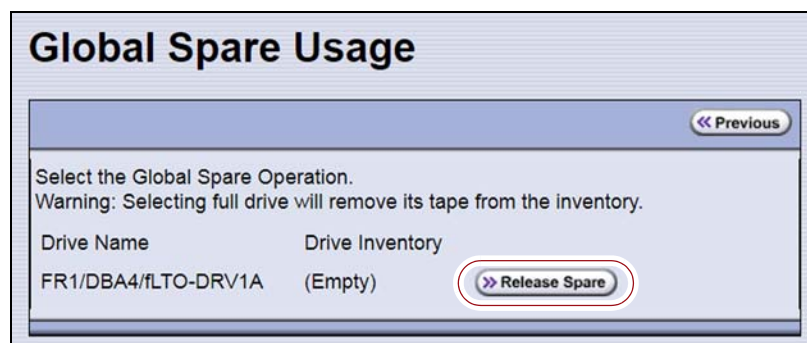 Global Spare Usage
Previous
Select the Global Spare Operation.
Warning: Selecting full drive will remove its tape from the inventory.
Drive Name Drive Inventory
FR1/DBA4/fLTO-DRV1A (Empty) Release Spare